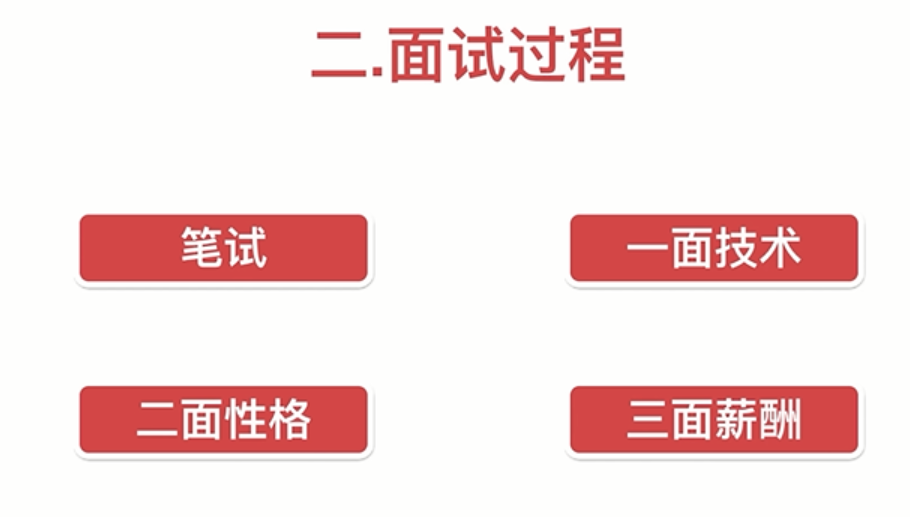 二.面试过程
笔试
一面技术
二面性格
三面薪酬